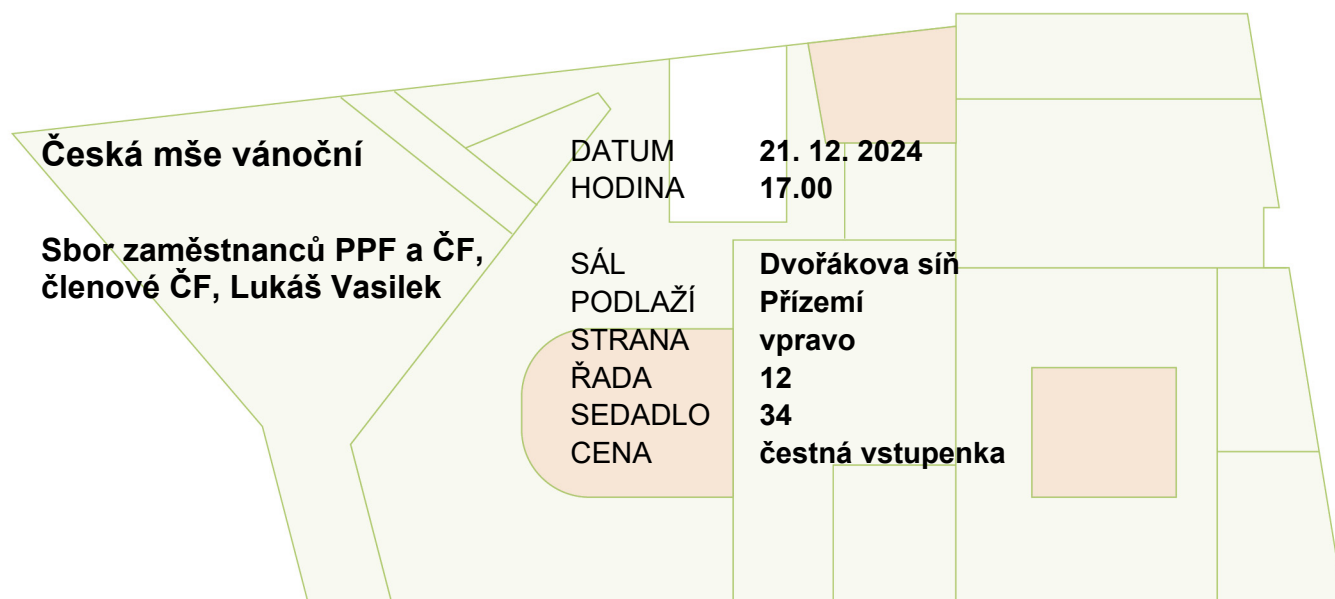 Česká mše vánoční
Sbor zaměstnanců PPF a ČF,
členové ČF, Lukáš Vasilek
DATUM 21. 12. 2024
HODINA 17.00
SÁL Dvořákova síň
PODLAŽÍ Přízemí
STRANA vpravo
ŘADA 12
SEDADLO 34
CENA čestná vstupenka